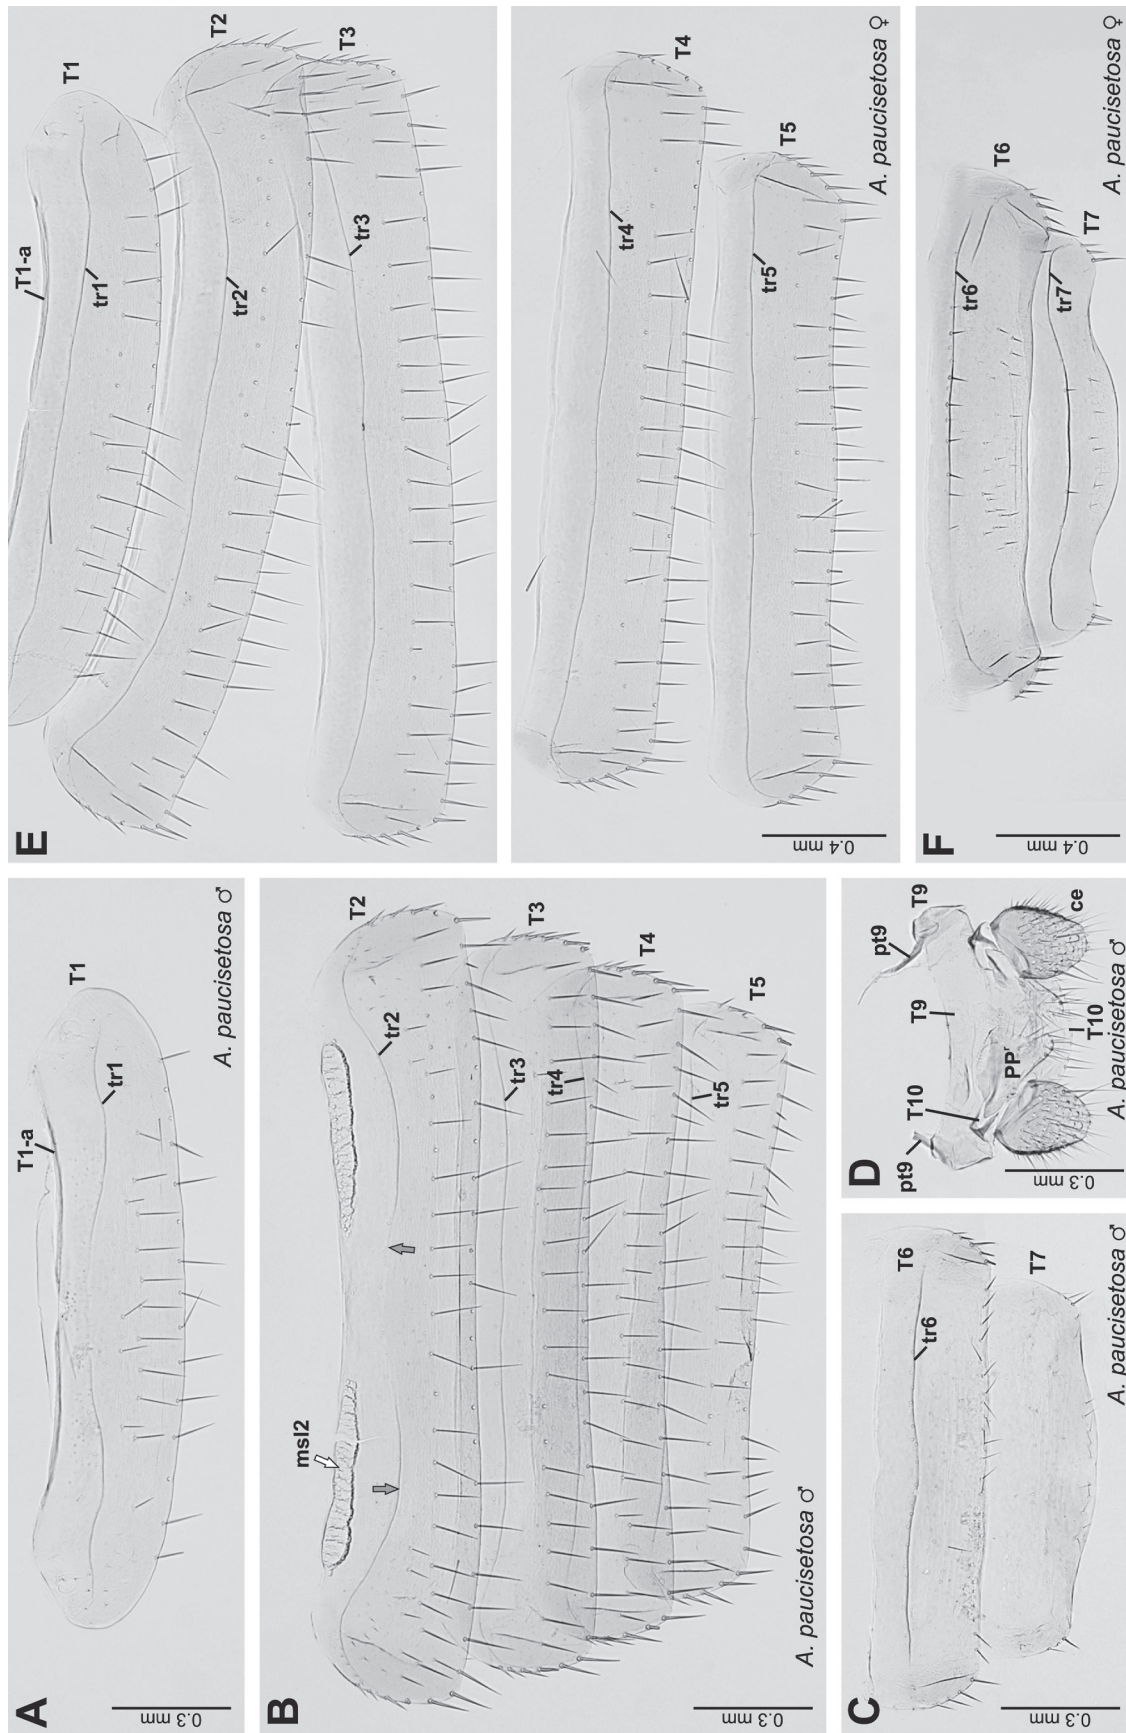 A
T1-a
T1
tr1
0.3 mm
A. paucisetosa ♂
B
msl2
T2
tr2
T3
tr3
T4
tr4
T5
tr5
0.3 mm
A. paucisetosa ♂
C
T6
tr6
T7
0.3 mm
A. paucisetosa ♂
D
pt9
T10
T9
pt9
T9
PP
T10
ce
0.3 mm
A. paucisetosa ♂
E
T1-a
T1
tr1
T2
tr2
T3
tr3
T4
tr4
T5
tr5
0.4 mm
A. paucisetosa ♀
F
T6
tr6
T7
tr7
0.4 mm
A. paucisetosa ♀